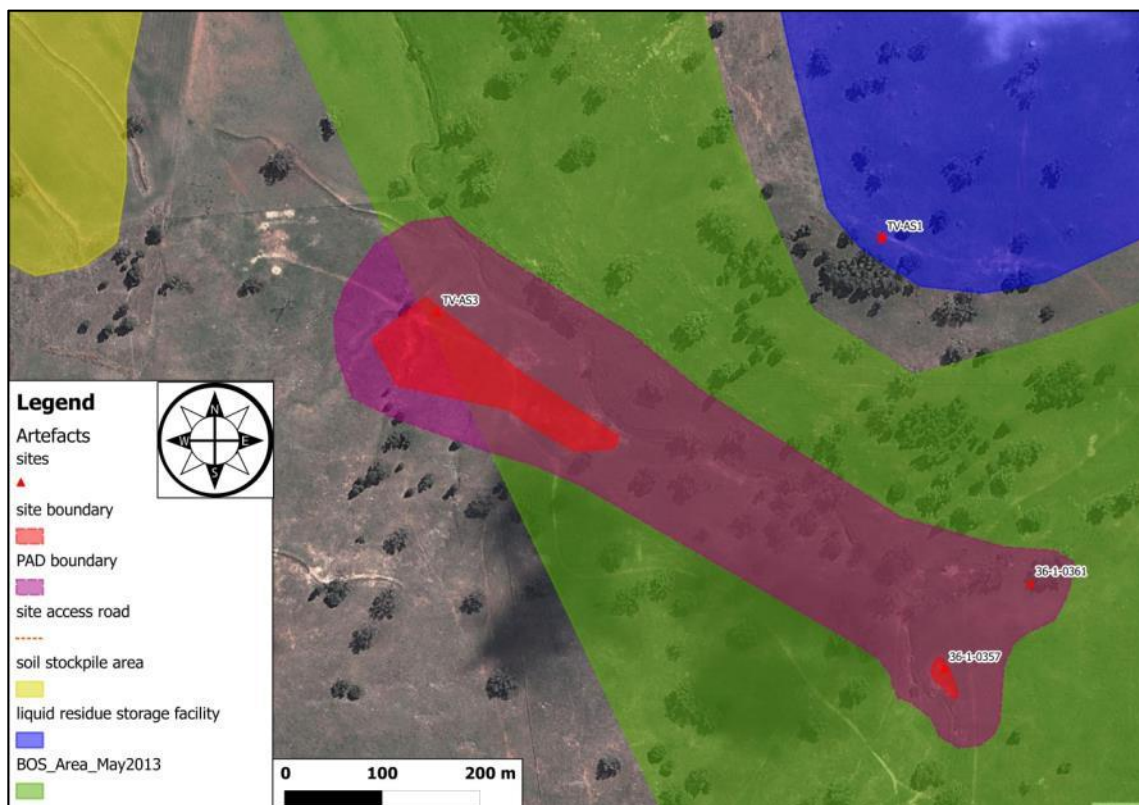 TV-AS1
TV-AS3
36-1-0361
36-1-0357
Legend
Artefacts
sites
site boundary
PAD boundary
site access road
soil stockpile area
liquid residue storage facility
BOS_Area_May2013
N
W E
S
0 100 200 m